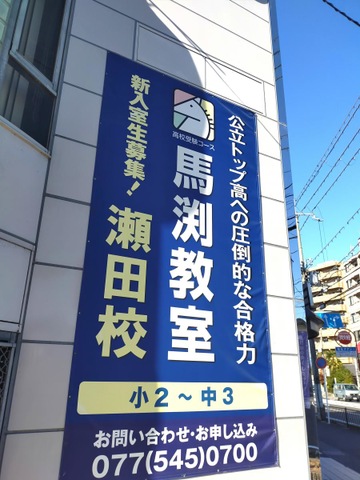 公立トップ高への圧倒的な合格力
高校受験コース
馬渕教室
新入室生募集！
瀬田校
小2～中3
お問い合わせ・お申し込み
077(545)0700